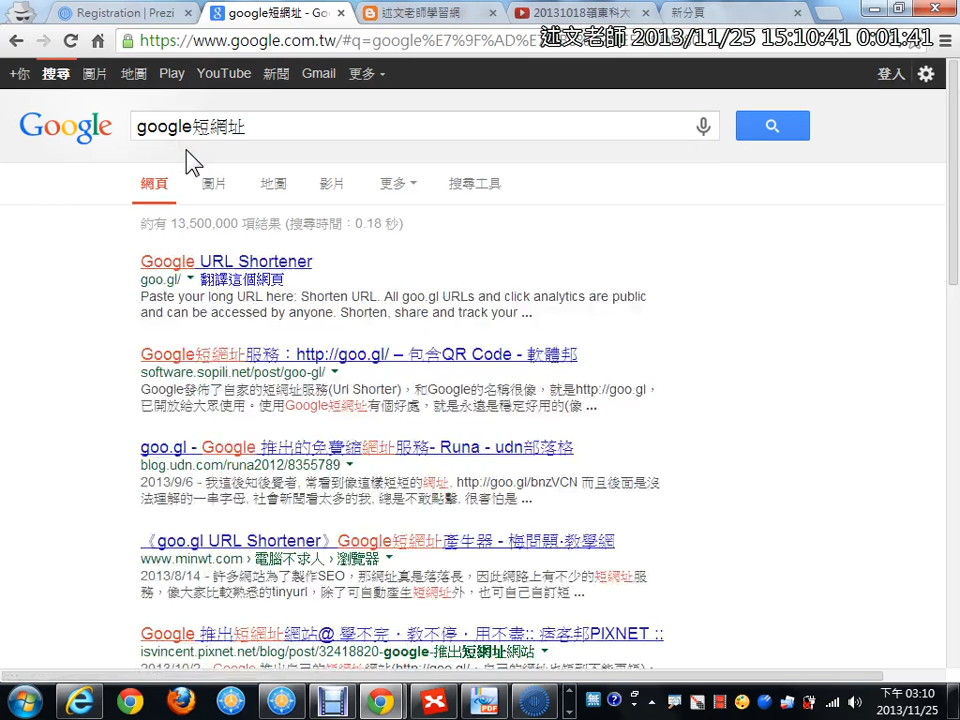 Registration | Prezi
google短網址 - Go
述文老師學習網
20131018嶺東科大
新分頁
https://www.google.com.tw/#q=google%E7%9F%AD%E
述文老師 2013/11/25 15:10:41 0:01:41
+你 搜尋 圖片 地圖 Play YouTube 新聞 Gmail 更多 登入
Google google短網址
網頁 圖片 地圖 影片 更多 搜尋工具
約有 13,500,000 項結果 (搜尋時間：0.18 秒)
Google URL Shortener
goo.gl/ 翻譯這個網頁
Paste your long URL here: Shorten URL. All goo.gl URLs and click analytics are public
and can be accessed by anyone. Shorten, share and track your ...
Google短網址服務：http://goo.gl/ – 包含QR Code - 軟體邦
software.sopili.net/post/goo-gl/
Google發佈了自家的短網址服務(Url Shorter)，和Google的名稱很像，就是http://goo.gl，
已開放給大眾使用。使用Google短網址有個好處，就是永遠是穩定好用的(像 ...
goo.gl - Google 推出的免費縮網址服務- Runa - udn部落格
blog.udn.com/runa2012/8355789
2013/9/6 - 我這後知後覺者, 常看到像這樣短短的網址, http://goo.gl/bnzVCN 而且後面是沒
法理解的一串字母, 社會新聞看太多的我, 總是不敢點擊, 很害怕是 ...
《goo.gl URL Shortener》Google短網址產生器 - 梅問題‧教學網
www.minwt.com › 電腦不求人 › 瀏覽器
2013/8/14 - 許多網站為了製作SEO，那網址真是落落長，因此網路上有不少的短網址服
務，像大家比較熟悉的tinyurl，除了可自動產生短網址外，也可自己自訂短 ...
Google 推出短網址網站@ 學不完．教不停．用不盡:: 痞客邦PIXNET ::
isvincent.pixnet.net/blog/post/32418820-google-推出短網址網站
2013/10/2 - Google 推出自己的短網址網站(http://goo.gl/
下午 03:10
2013/11/25